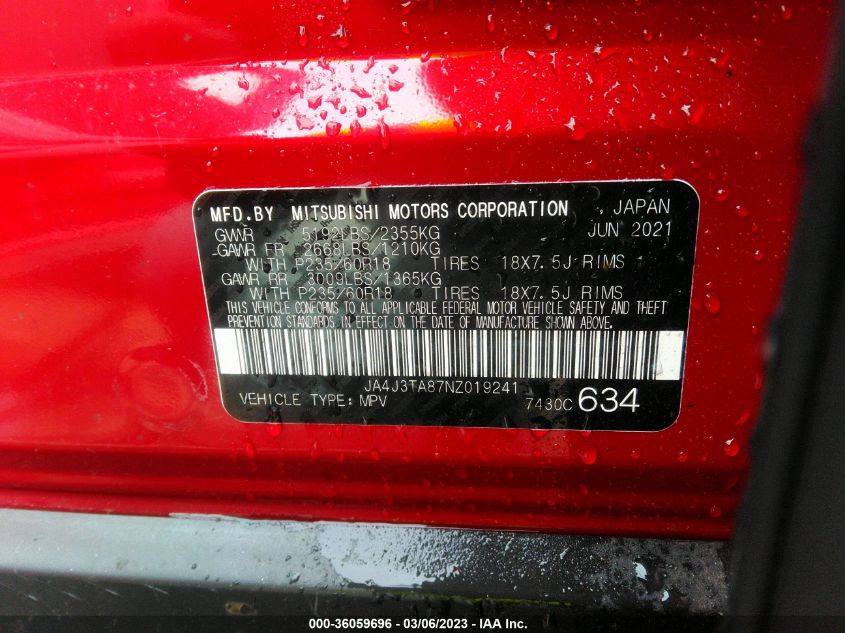 MFD.BY MITSUBISHI MOTORS CORPORATION , JAPAN
GVWR 5192LBS/2355KG JUN 2021
GAWR FR 2668LBS/1210KG
WITH P235/60R18 TIRES 18X7.5J RIMS
GAWR RR 3009LBS/1365KG
WITH P235/60R18 TIRES 18X7.5J RIMS
THIS VEHICLE CONFORMS TO ALL APPLICABLE FEDERAL MOTOR VEHICLE SAFETY AND THEFT
PREVENTION STANDARDS IN EFFECT ON THE DATE OF MANUFACTURE SHOWN ABOVE.
JA4J3TA87NZ019241
VEHICLE TYPE: MPV 7430C 634
000-36059696 - 03/06/2023 - IAA Inc.